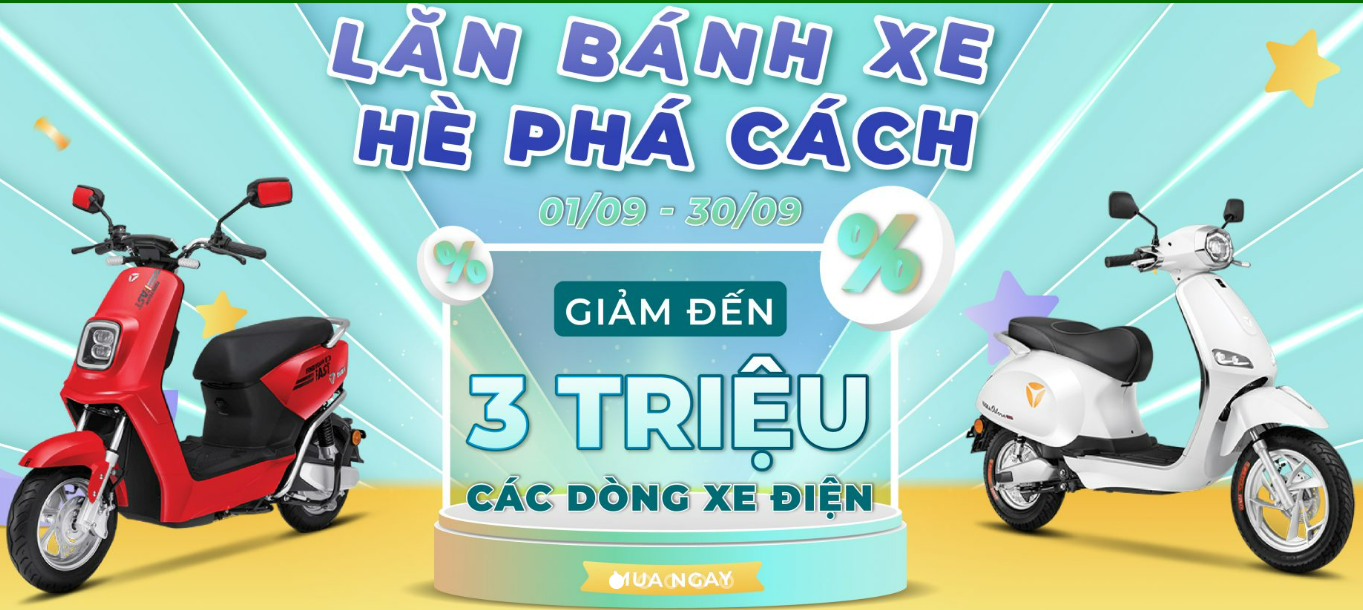 LĂN BÁNH XE
HÈ PHÁ CÁCH
01/09 - 30/09
%
%
GIẢM ĐẾN
3 TRIỆU
CÁC DÒNG XE ĐIỆN
MUA NGAY
FAST